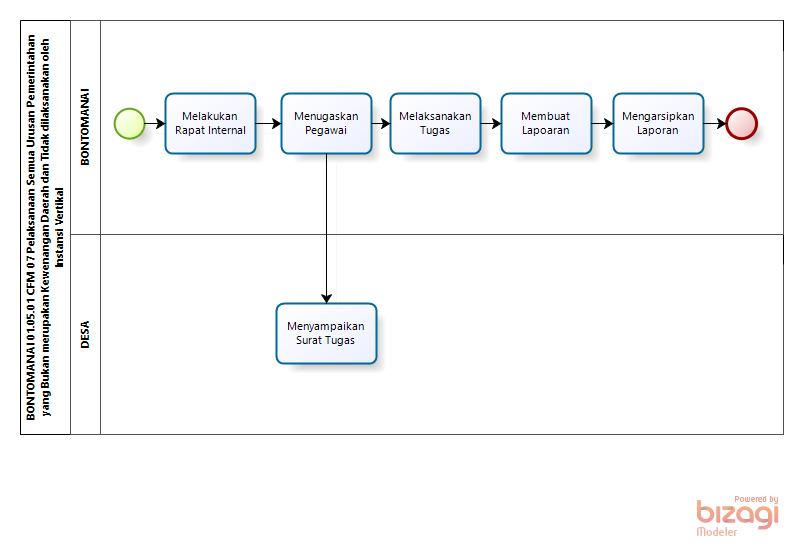 BONTOMANAI 01.05.01 CFM 07 Pelaksanaan Semua Urusan Pemerintahan
yang Bukan merupakan Kewenangan Daerah dan Tidak dilaksanakan oleh
Instansi Vertikal
BONTOMANAI
Melakukan
Rapat Internal
Menugaskan
Pegawai
Melaksanakan
Tugas
Membuat
Lapoaran
Mengarsipkan
Laporan
DESA
Menyampaikan
Surat Tugas
Powered by
bizagi
Modeler